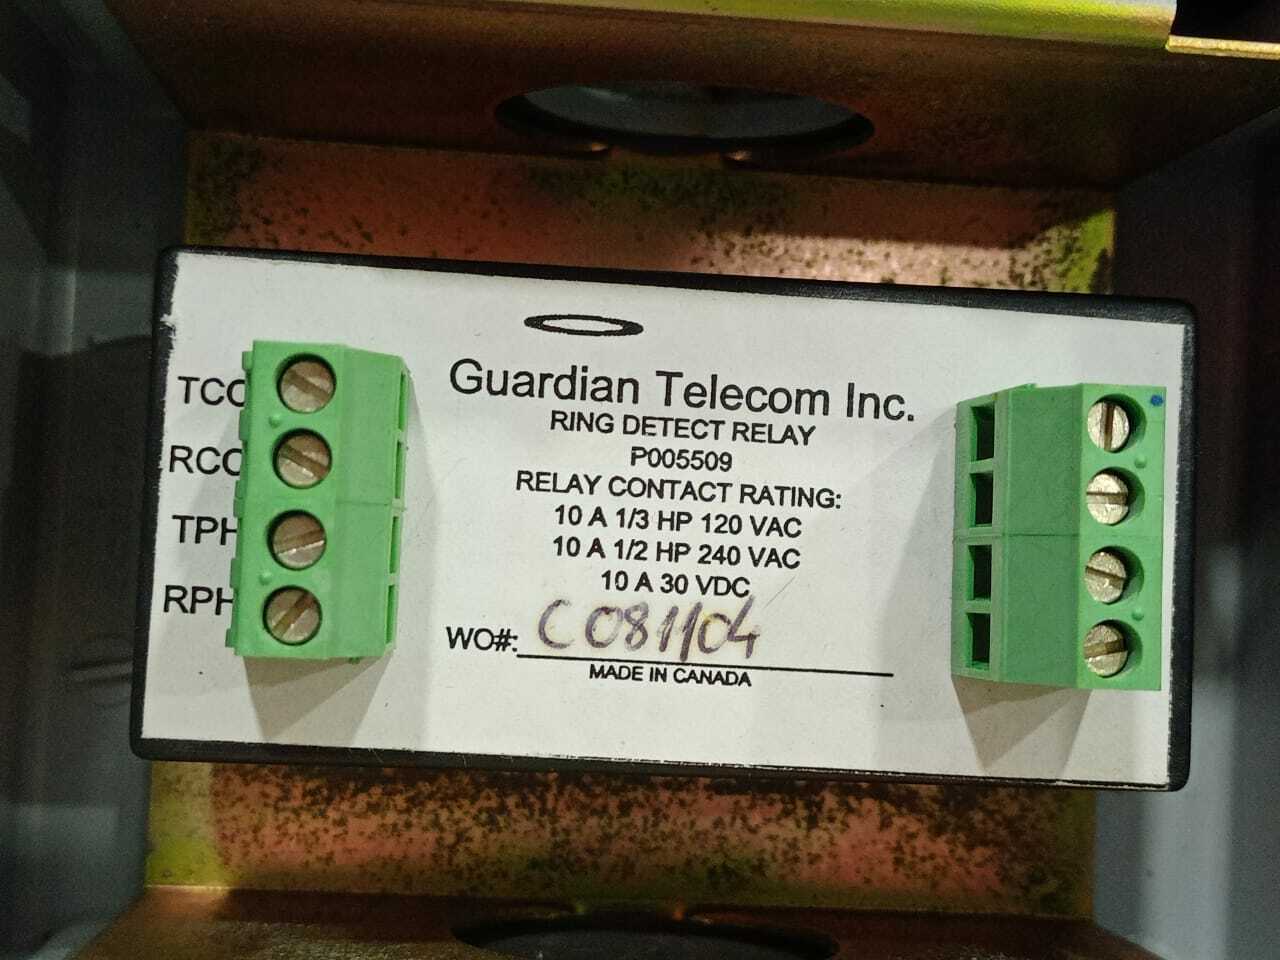 Guardian Telecom Inc.
RING DETECT RELAY
P005509
RELAY CONTACT RATING:
10 A 1/3 HP 120 VAC
10 A 1/2 HP 240 VAC
10 A 30 VDC
WO#: C081104
MADE IN CANADA
TCO
RCO
TPH
RPH